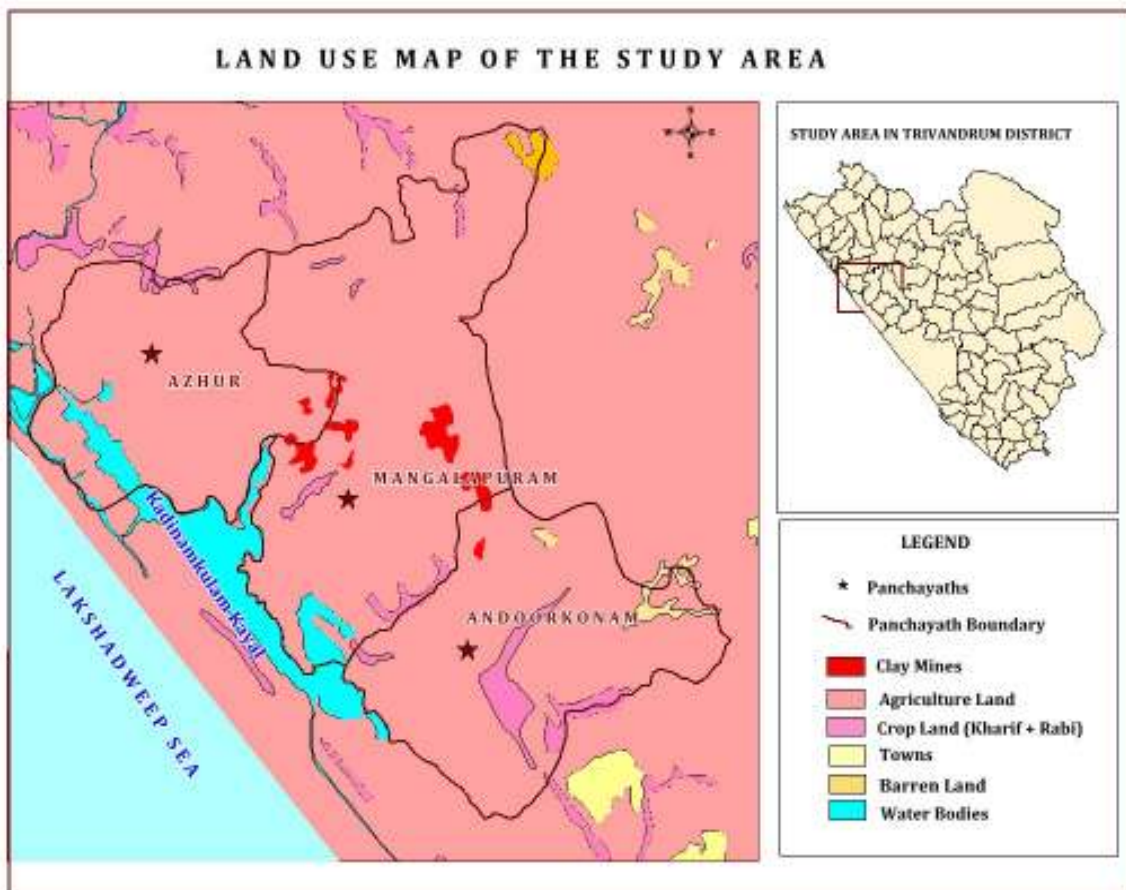 LAND USE MAP OF THE STUDY AREA
AZHUR
MANGALAPURAM
ANDOORKONAM
Kadinamkulam Kayal
LAKSHADWEEP SEA
STUDY AREA IN TRIVANDRUM DISTRICT
LEGEND
Panchayaths
Panchayath Boundary
Clay Mines
Agriculture Land
Crop Land (Kharif + Rabi)
Towns
Barren Land
Water Bodies